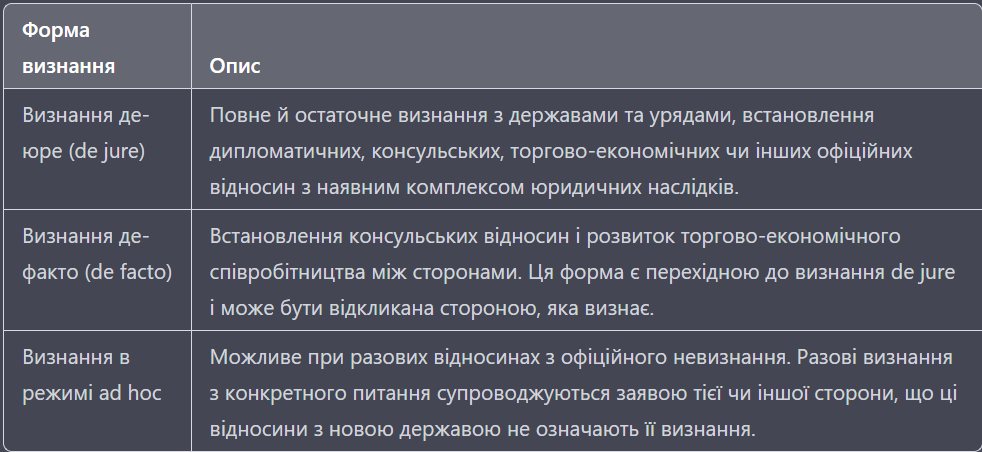 Форма
визнання
Опис
Визнання де-
юре (de jure)
Повне й остаточне визнання з державами та урядами, встановлення
дипломатичних, консульських, торгово-економічних чи інших офіційних
відносин з наявним комплексом юридичних наслідків.
Визнання де-
факто (de facto)
Встановлення консульських відносин і розвиток торгово-економічного
співробітництва між сторонами. Ця форма є перехідною до визнання de jure
і може бути відкликана стороною, яка визнає.
Визнання в
режимі ad hoc
Можливе при разових відносинах з офіційного невизнання. Разові визнання
з конкретного питання супроводжуються заявою тієї чи іншої сторони, що ці
відносини з новою державою не означають її визнання.